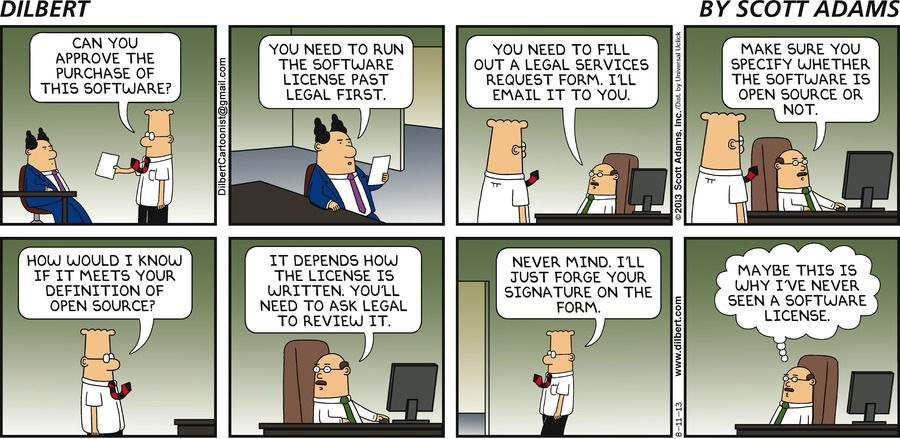 DILBERT
BY SCOTT ADAMS
CAN YOU
APPROVE THE
PURCHASE OF
THIS SOFTWARE?
DilbertCartoonist@gmail.com
YOU NEED TO RUN
THE SOFTWARE
LICENSE PAST
LEGAL FIRST.
YOU NEED TO FILL
OUT A LEGAL SERVICES
REQUEST FORM. I'LL
EMAIL IT TO YOU.
©2013 Scott Adams, Inc. /Dist. by Universal Uclick
MAKE SURE YOU
SPECIFY WHETHER
THE SOFTWARE IS
OPEN SOURCE OR
NOT.
HOW WOULD I KNOW
IF IT MEETS YOUR
DEFINITION OF
OPEN SOURCE?
IT DEPENDS HOW
THE LICENSE IS
WRITTEN. YOU'LL
NEED TO ASK LEGAL
TO REVIEW IT.
NEVER MIND. I'LL
JUST FORGE YOUR
SIGNATURE ON THE
FORM.
8-11-13 www.dilbert.com
MAYBE THIS IS
WHY I'VE NEVER
SEEN A SOFTWARE
LICENSE.